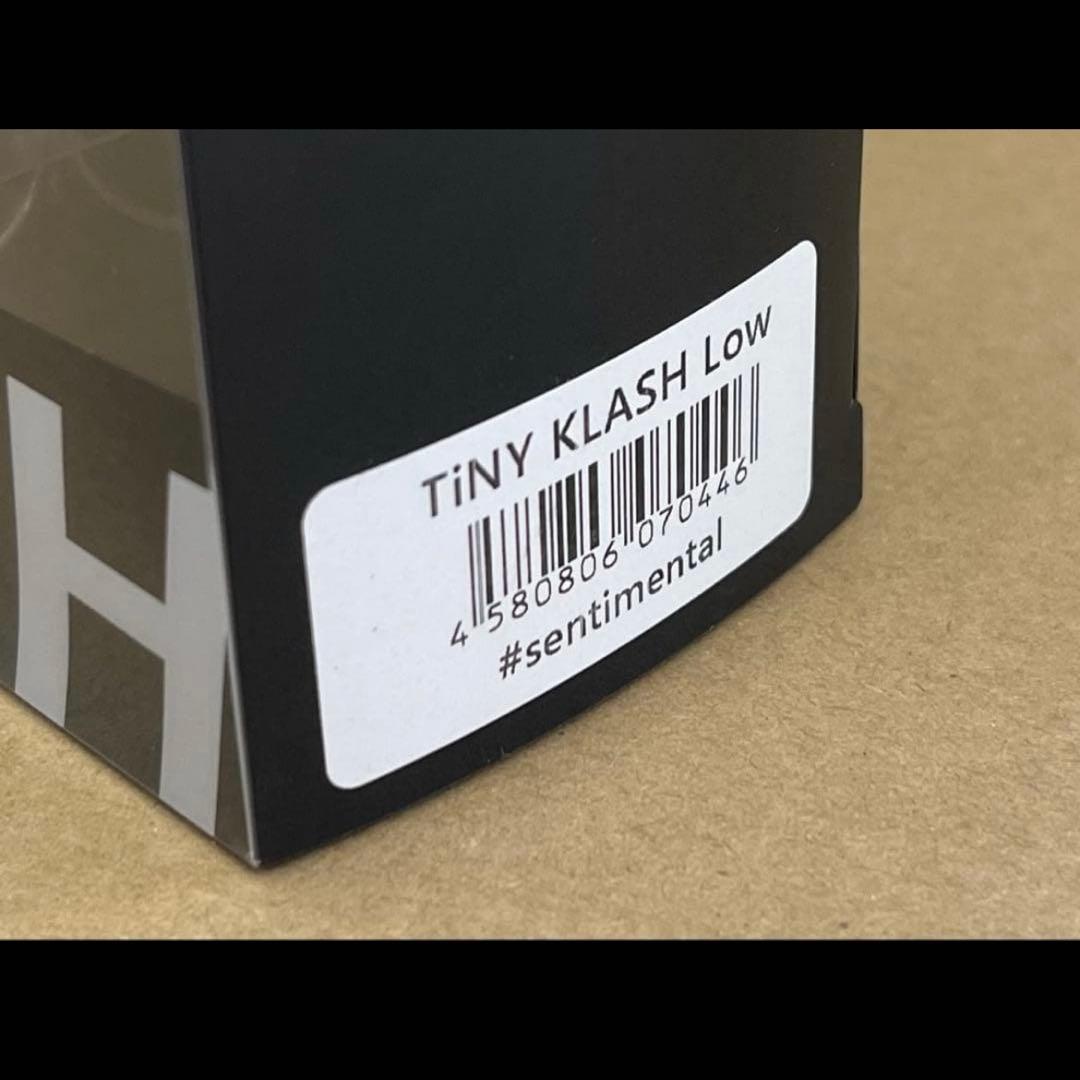 TiNY KLASH Low
4 580806 070446
#sentimental
H